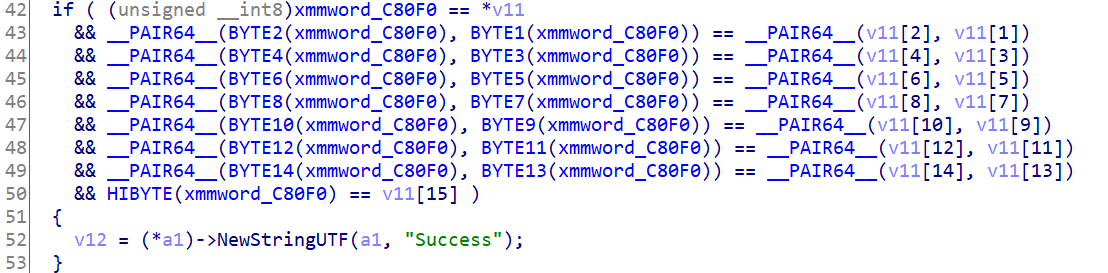 42 if ( (unsigned __int8)xmmword_C80F0 == *v11
43 && __PAIR64__(BYTE2(xmmword_C80F0), BYTE1(xmmword_C80F0)) == __PAIR64__(v11[2], v11[1])
44 && __PAIR64__(BYTE4(xmmword_C80F0), BYTE3(xmmword_C80F0)) == __PAIR64__(v11[4], v11[3])
45 && __PAIR64__(BYTE6(xmmword_C80F0), BYTE5(xmmword_C80F0)) == __PAIR64__(v11[6], v11[5])
46 && __PAIR64__(BYTE8(xmmword_C80F0), BYTE7(xmmword_C80F0)) == __PAIR64__(v11[8], v11[7])
47 && __PAIR64__(BYTE10(xmmword_C80F0), BYTE9(xmmword_C80F0)) == __PAIR64__(v11[10], v11[9])
48 && __PAIR64__(BYTE12(xmmword_C80F0), BYTE11(xmmword_C80F0)) == __PAIR64__(v11[12], v11[11])
49 && __PAIR64__(BYTE14(xmmword_C80F0), BYTE13(xmmword_C80F0)) == __PAIR64__(v11[14], v11[13])
50 && HIBYTE(xmmword_C80F0) == v11[15] )
51 {
52 v12 = (*a1)->NewStringUTF(a1, "Success");
53 }